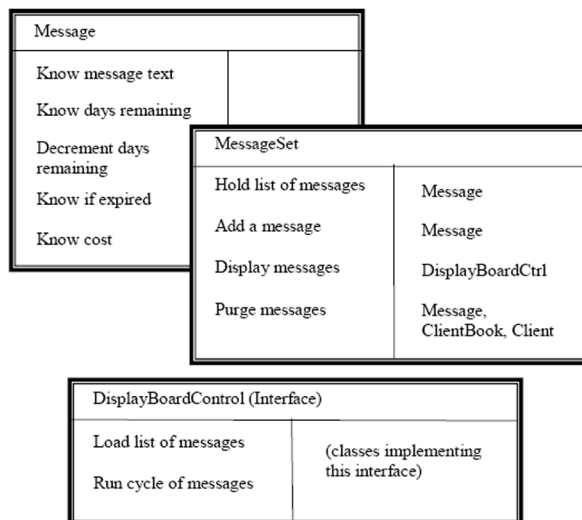 Message
Know message text
Know days remaining
Decrement days
remaining
Know if expired
Know cost
MessageSet
Hold list of messages
Message
Add a message
Message
Display messages
DisplayBoardCtrl
Purge messages
Message,
ClientBook, Client
DisplayBoardControl (Interface)
Load list of messages
Run cycle of messages
(classes implementing
this interface)